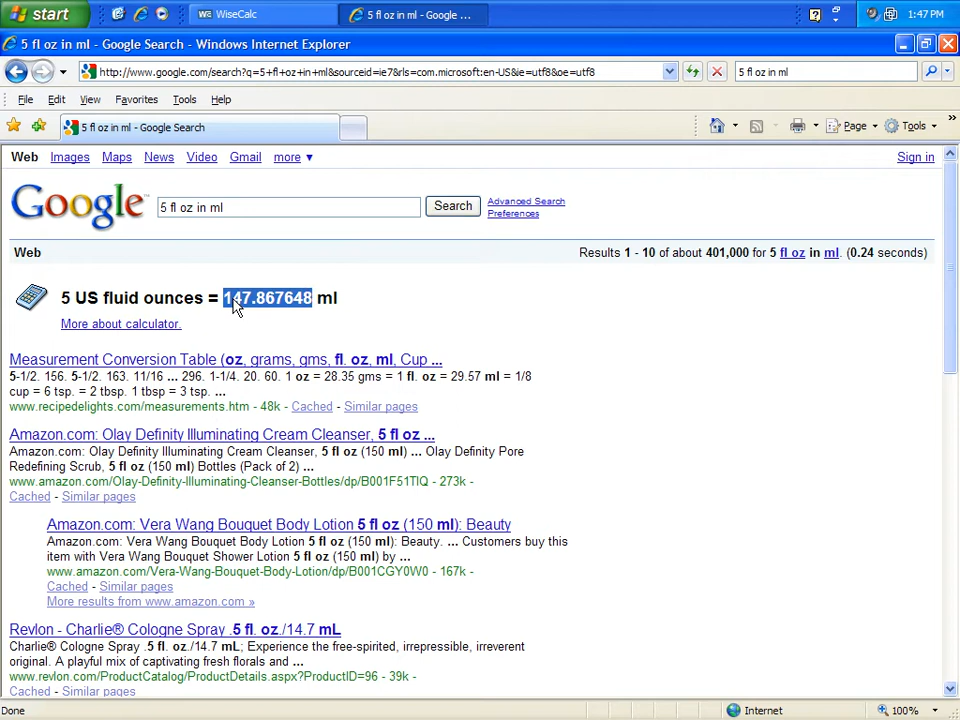 start
WiseCalc
5 fl oz in ml - Google ...
1:47 PM
5 fl oz in ml - Google Search - Windows Internet Explorer
http://www.google.com/search?q=5+fl+oz+in+ml&sourceid=ie7&rls=com.microsoft:en-US&ie=utf8&oe=utf8
5 fl oz in ml
File Edit View Favorites Tools Help
5 fl oz in ml - Google Search
Page Tools
Web Images Maps News Video Gmail more ▼
Sign in
Google™
5 fl oz in ml
Search
Advanced Search
Preferences
Web
Results 1 - 10 of about 401,000 for 5 fl oz in ml. (0.24 seconds)
5 US fluid ounces = 147.867648 ml
More about calculator.
Measurement Conversion Table (oz, grams, gms, fl. oz, ml, Cup ...
5-1/2. 156. 5-1/2. 163. 11/16 ... 296. 1-1/4. 20. 60. 1 oz = 28.35 gms = 1 fl. oz = 29.57 ml = 1/8
cup = 6 tsp. = 2 tbsp. 1 tbsp = 3 tsp. ...
www.recipedelights.com/measurements.htm - 48k - Cached - Similar pages
Amazon.com: Olay Definity Illuminating Cream Cleanser, 5 fl oz ...
Amazon.com: Olay Definity Illuminating Cream Cleanser, 5 fl oz (150 ml) ... Olay Definity Pore
Redefining Scrub, 5 fl oz (150 ml) Bottles (Pack of 2) ...
www.amazon.com/Olay-Definity-Illuminating-Cleanser-Bottles/dp/B001F51TIQ - 273k -
Cached - Similar pages
Amazon.com: Vera Wang Bouquet Body Lotion 5 fl oz (150 ml): Beauty
Amazon.com: Vera Wang Bouquet Body Lotion 5 fl oz (150 ml): Beauty. ... Customers buy this
item with Vera Wang Bouquet Shower Lotion 5 fl oz (150 ml) by ...
www.amazon.com/Vera-Wang-Bouquet-Body-Lotion/dp/B001CGY0W0 - 167k -
Cached - Similar pages
More results from www.amazon.com »
Revlon - Charlie® Cologne Spray .5 fl. oz./14.7 mL
Charlie® Cologne Spray .5 fl. oz./14.7 mL; Experience the free-spirited, irrepressible, irreverent
original. A playful mix of captivating fresh florals and ...
www.revlon.com/ProductCatalog/ProductDetails.aspx?ProductID=96 - 39k -
Cached - Similar pages
Done
Internet
100%